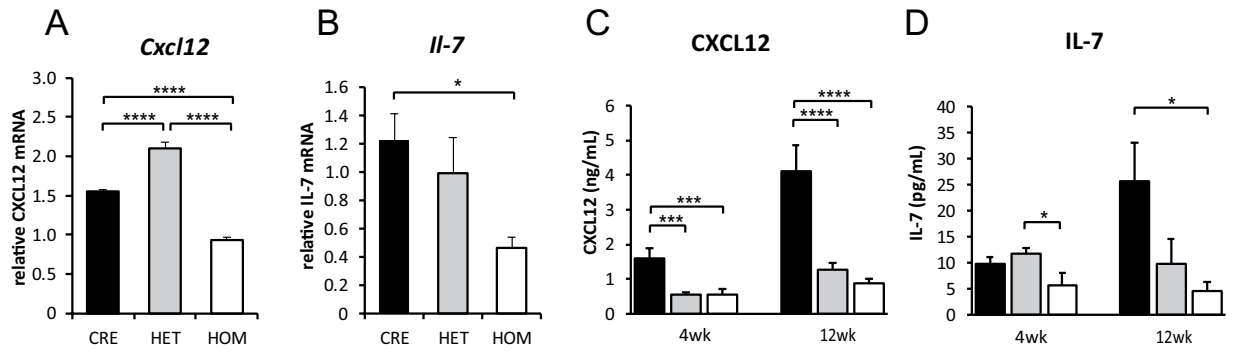 A
Cxcl12
relative CXCL12 mRNA
3.0
2.5
2.0
1.5
1.0
0.5
0
****
**** ****
CRE HET HOM
B
Il-7
relative IL-7 mRNA
1.6
1.4
1.2
1.0
0.8
0.6
0.4
0.2
0
*
CRE HET HOM
C
CXCL12
CXCL12 (ng/mL)
6
5
4
3
2
1
0
***
***
****
****
4wk 12wk
D
IL-7
IL-7 (pg/mL)
40
35
30
25
20
15
10
5
0
*
*
4wk 12wk